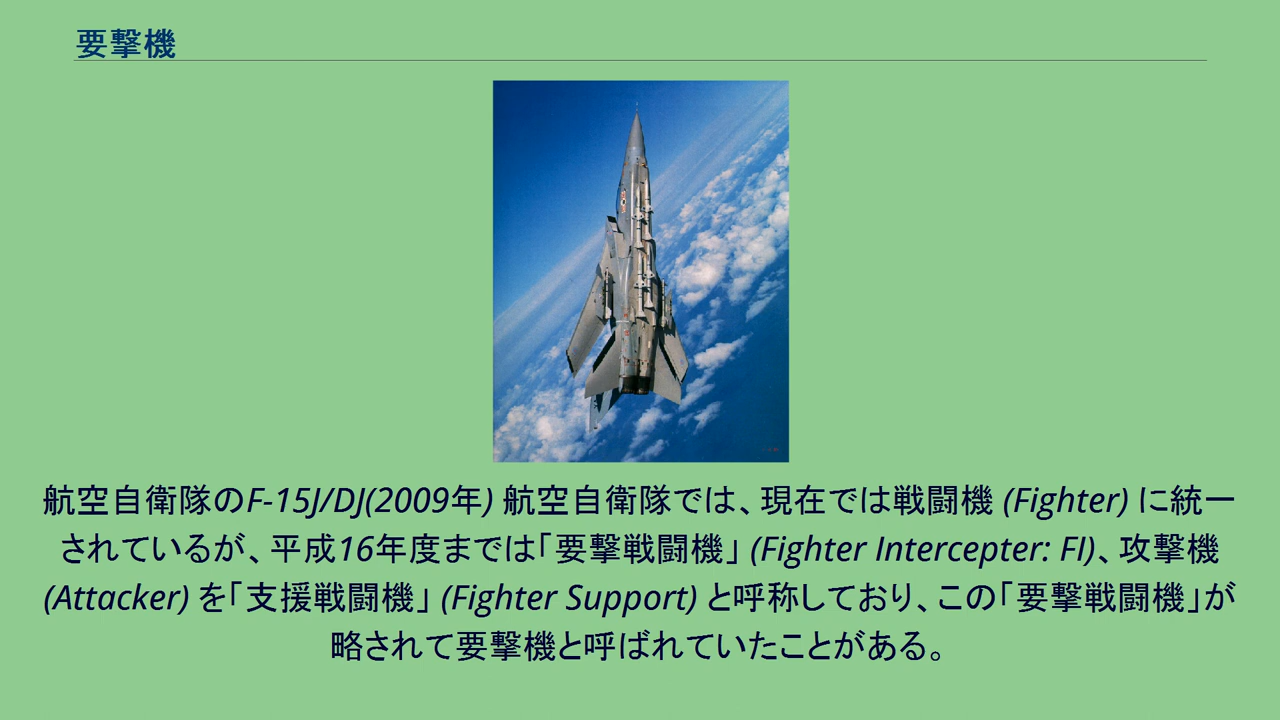 要撃機
航空自衛隊のF-15J/DJ(2009年) 航空自衛隊では、現在では戦闘機 (Fighter) に統一
されているが、平成16年度までは「要撃戦闘機」 (Fighter Intercepter: FI)、攻撃機
(Attacker) を「支援戦闘機」 (Fighter Support) と呼称しており、この「要撃戦闘機」が
略されて要撃機と呼ばれていたことがある。